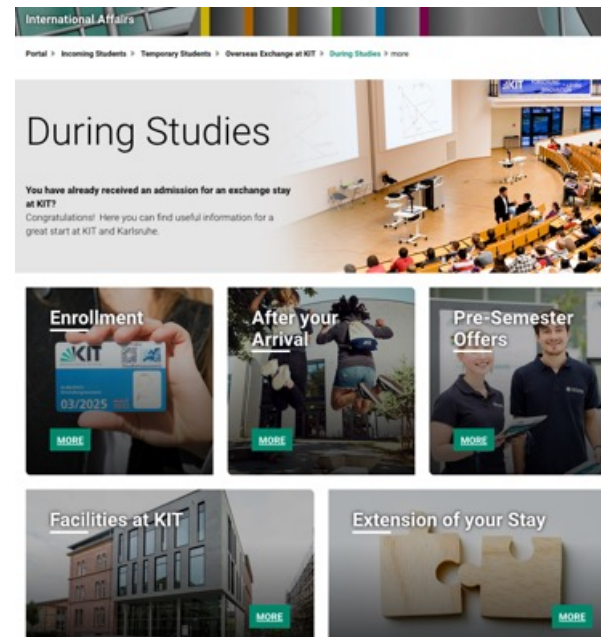 International Affairs
Portal > Incoming Students > Temporary Students > Overseas Exchange at KIT > During Studies > more
During Studies
You have already received an admission for an exchange stay
at KIT?
Congratulations! Here you can find useful information for a
great start at KIT and Karlsruhe.
Enrollment
KIT
03/2025
MORE
After your
Arrival
MORE
Pre-Semester
Offers
MORE
Facilities at KIT
MORE
Extension of your Stay
MORE